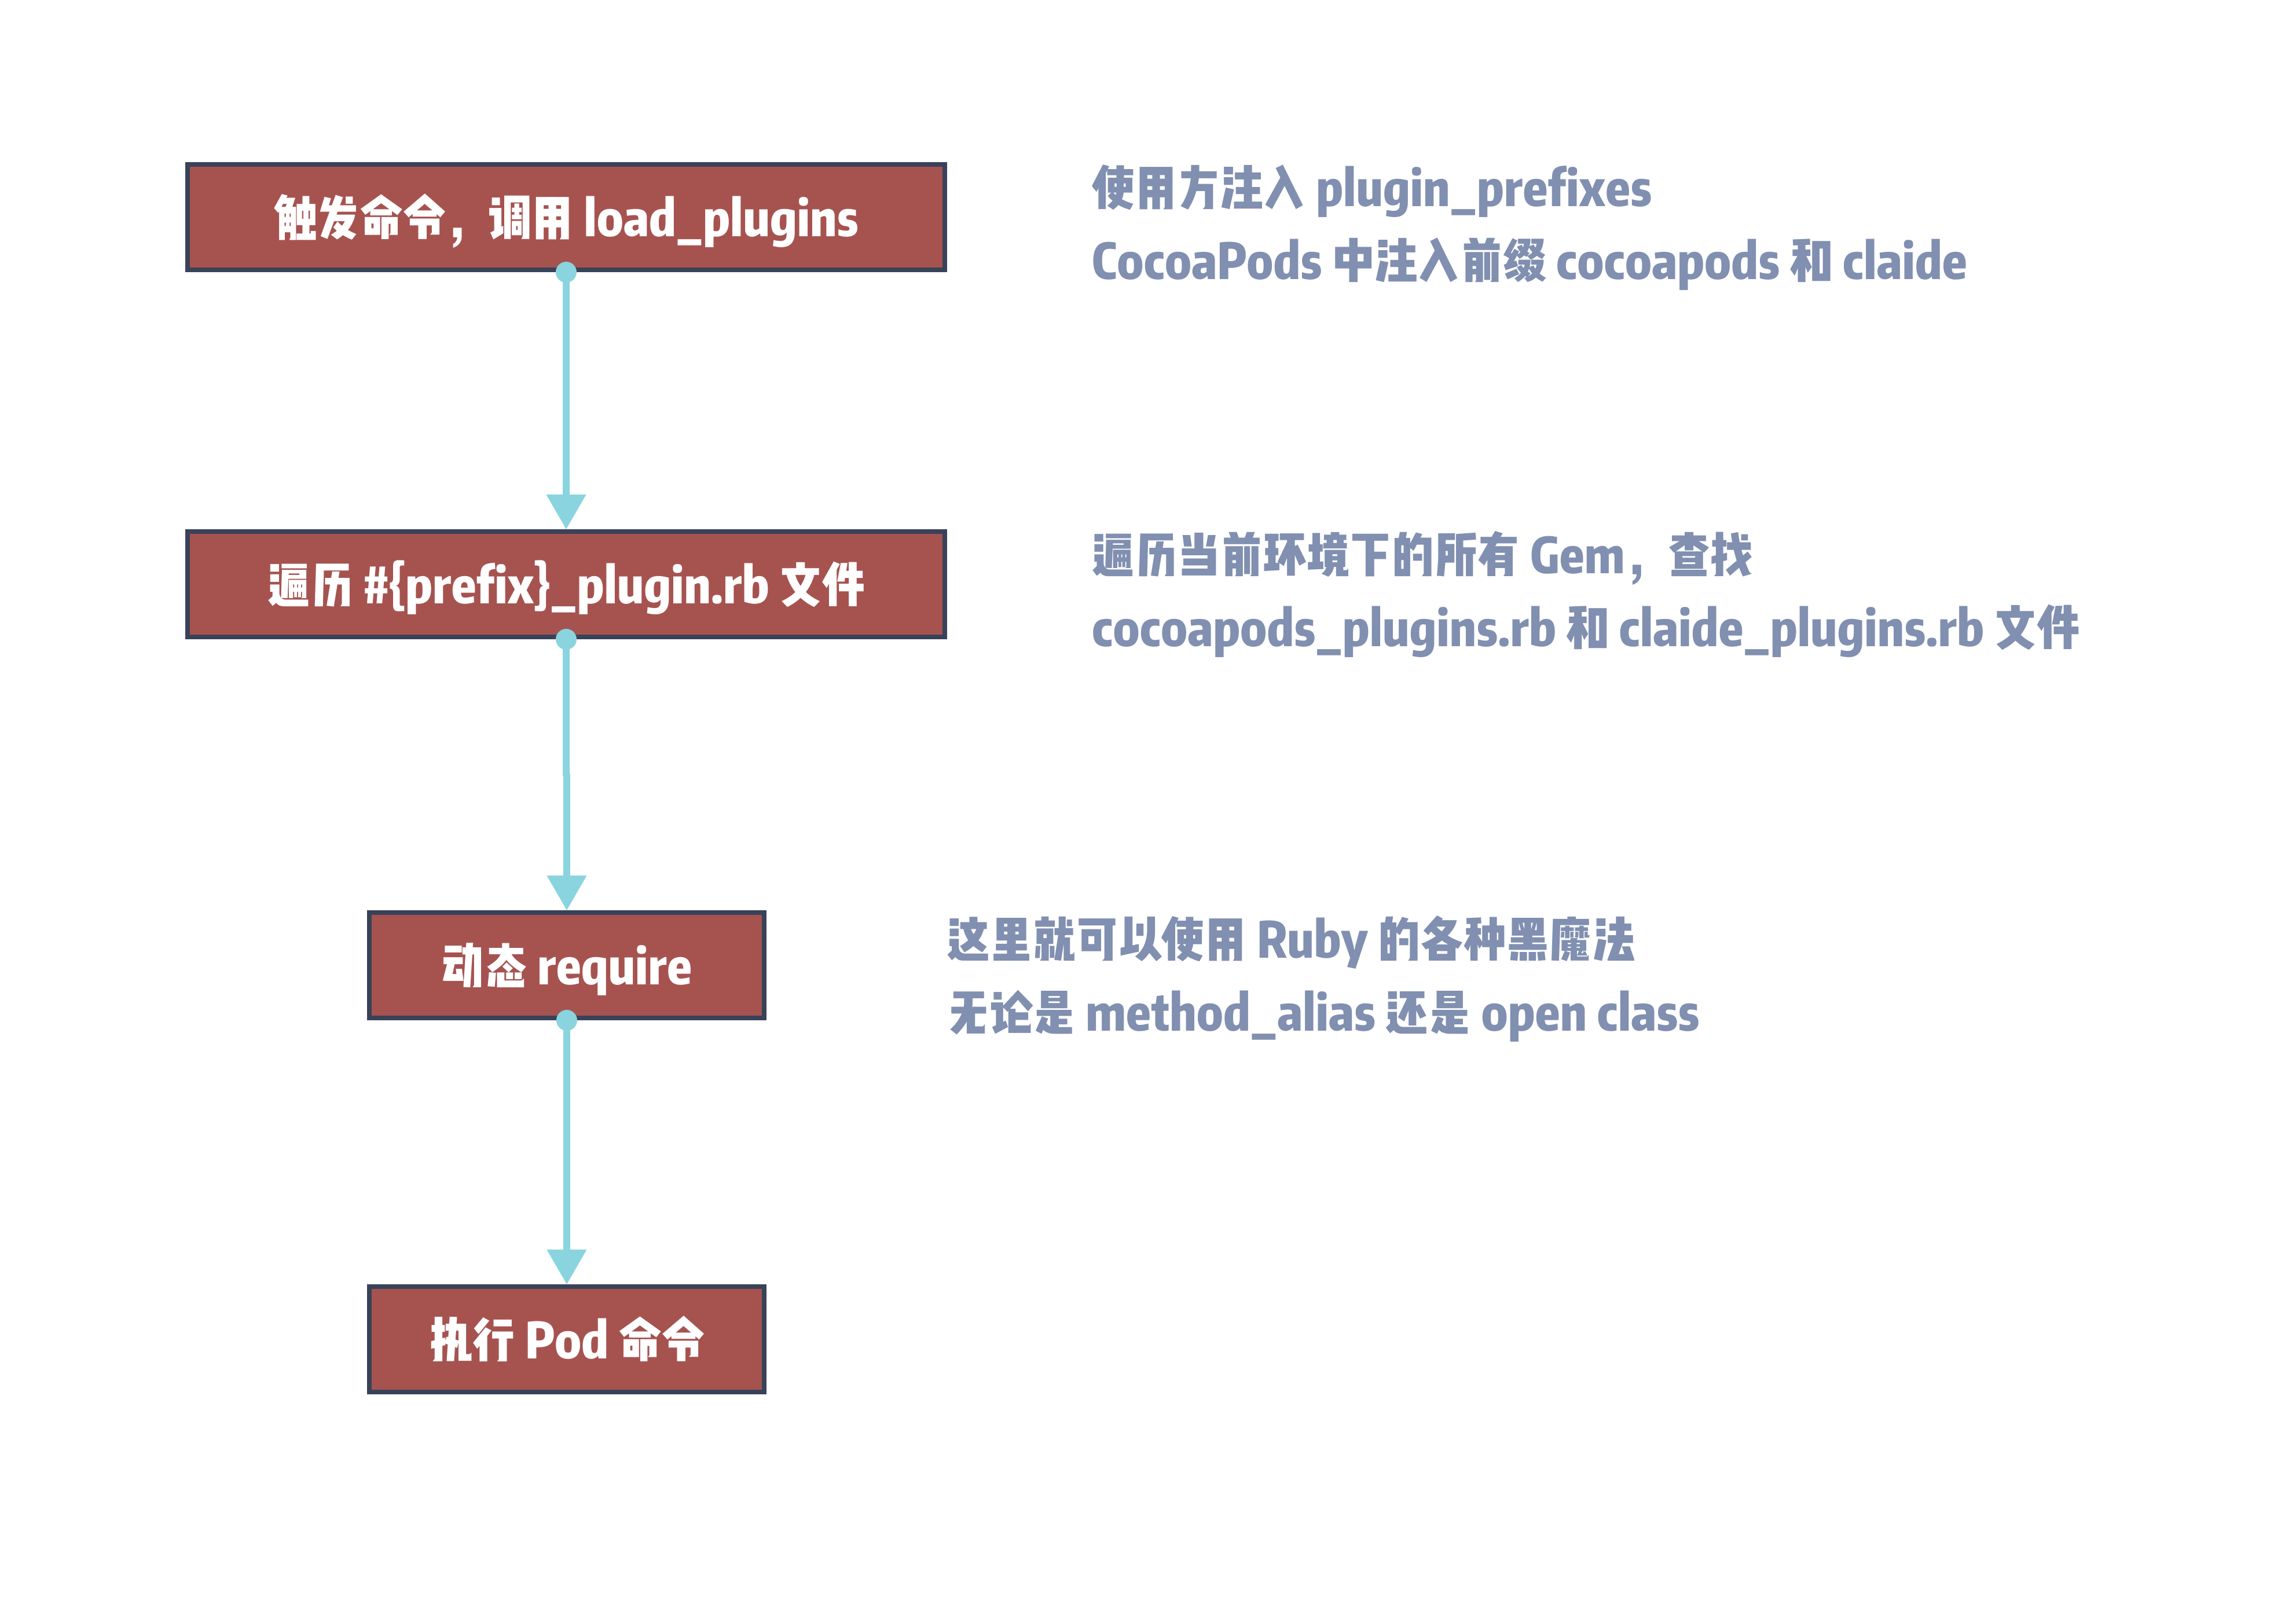 触发命令，调用 load_plugins
使用方注入 plugin_prefixes
CocoaPods 中注入前缀 cocoapods 和 claide
遍历 #{prefix}_plugin.rb 文件
遍历当前环境下的所有 Gem，查找
cocoapods_plugins.rb 和 claide_plugins.rb 文件
动态 require
这里就可以使用 Ruby 的各种黑魔法
无论是 method_alias 还是 open class
执行 Pod 命令